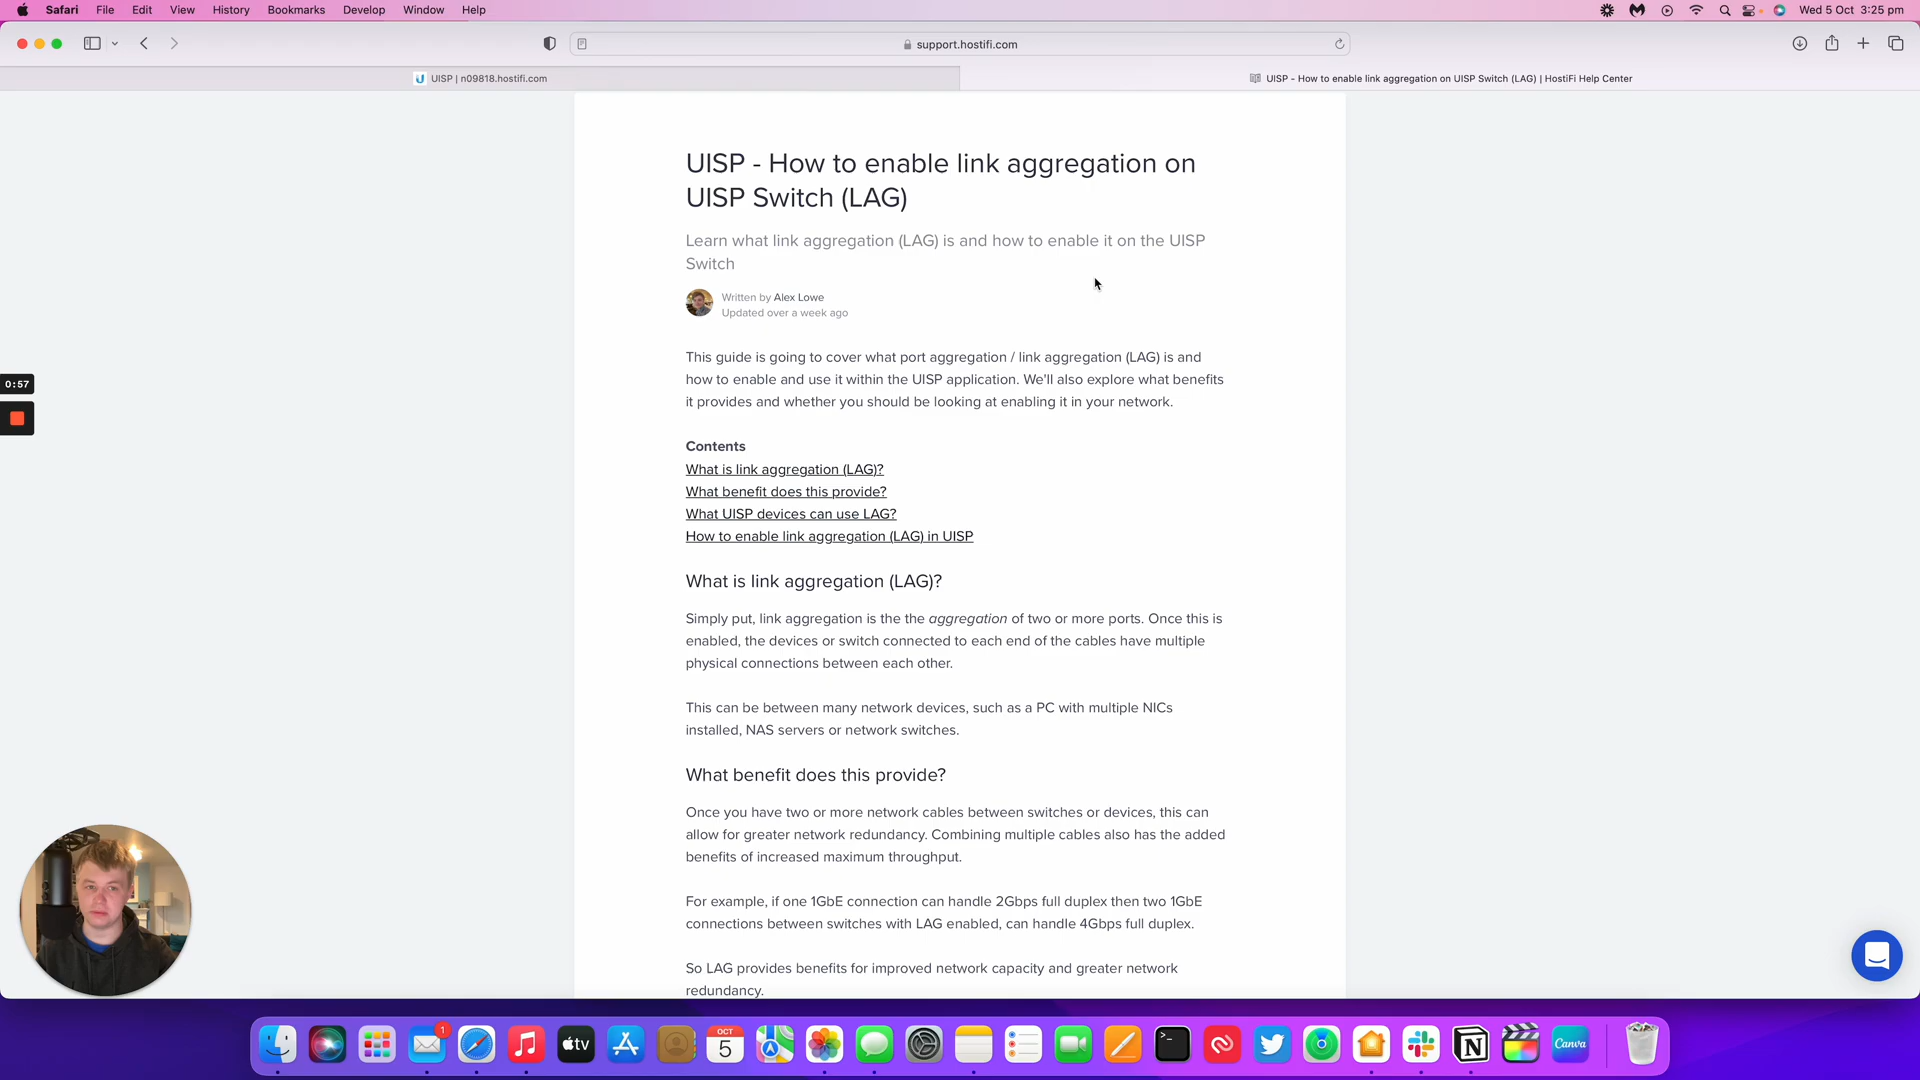 Safari File Edit View History Bookmarks Develop Window Help Wed 5 Oct 3:25 pm
support.hostifi.com
UISP | n09818.hostifi.com
UISP - How to enable link aggregation on UISP Switch (LAG) | HostiFi Help Center
UISP - How to enable link aggregation on
UISP Switch (LAG)
Learn what link aggregation (LAG) is and how to enable it on the UISP
Switch
Written by Alex Lowe
Updated over a week ago
This guide is going to cover what port aggregation / link aggregation (LAG) is and
how to enable and use it within the UISP application. We'll also explore what benefits
it provides and whether you should be looking at enabling it in your network.
0:57
Contents
What is link aggregation (LAG)?
What benefit does this provide?
What UISP devices can use LAG?
How to enable link aggregation (LAG) in UISP
What is link aggregation (LAG)?
Simply put, link aggregation is the the aggregation of two or more ports. Once this is
enabled, the devices or switch connected to each end of the cables have multiple
physical connections between each other.
This can be between many network devices, such as a PC with multiple NICs
installed, NAS servers or network switches.
What benefit does this provide?
Once you have two or more network cables between switches or devices, this can
allow for greater network redundancy. Combining multiple cables also has the added
benefits of increased maximum throughput.
For example, if one 1GbE connection can handle 2Gbps full duplex then two 1GbE
connections between switches with LAG enabled, can handle 4Gbps full duplex.
So LAG provides benefits for improved network capacity and greater network
redundancy.
1
tv
OCT
5
N
Canva